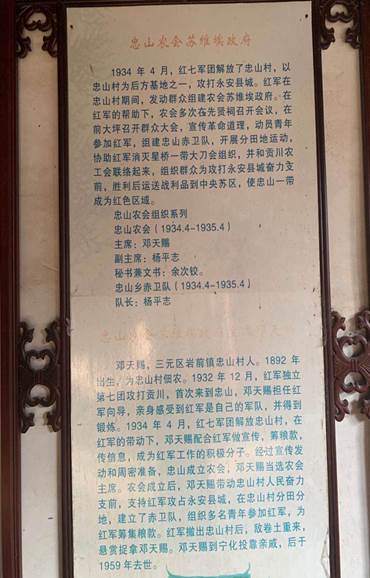 忠山农会苏维埃政府
1934 年 4 月，红七军团解放了忠山村，以
忠山村为后方基地之一，攻打永安县城。红军在
忠山村期间，发动群众组建农会苏维埃政府。在
红军的帮助下，农会多次在先贤祠召开会议，在
前大坪召开群众大会，宣传革命道理，动员青年
参加红军，组建忠山赤卫队，开展分田地运动，
协助红军消灭星桥一带大刀会组织，并和贡川农
工会联络起来，组织群众为攻打永安县城奋力支
前，胜利后运送战利品到中央苏区，使忠山一带
成为红色区域。
忠山农会组织系列
忠山农会（1934.4-1935.4）
主席：邓天赐
副主席：杨平志
秘书兼文书：余次铰。
忠山乡赤卫队（1934.4-1935.4）
队长：杨平志
忠山农会苏维埃政
邓天赐，三元区岩前镇忠山村人。1892 年
出生，为忠山村佃农。1932 年 12 月，红军独立
第七团攻打贡川，首次来到忠山，邓天赐担任红
军向导，亲身感受到红军是自己的军队，并得到
锻炼。1934 年 4 月，红七军团解放忠山村，在
红军的带动下，邓天赐配合红军做宣传，筹粮款，
传信息，成为红军工作的积极分子。经过宣传发
动和周密准备，忠山成立农会，邓天赐当选农会
主席。农会成立后，邓天赐带动忠山村人民奋力
支前，支持红军攻占永安县城，在忠山村分田分
地，建立了赤卫队，组织多名青年参加红军，为
红军筹集粮款。红军撤出忠山村后，敌卷土重来，
悬赏捉拿邓天赐。邓天赐到宁化投靠亲戚，后于
1959 年去世。